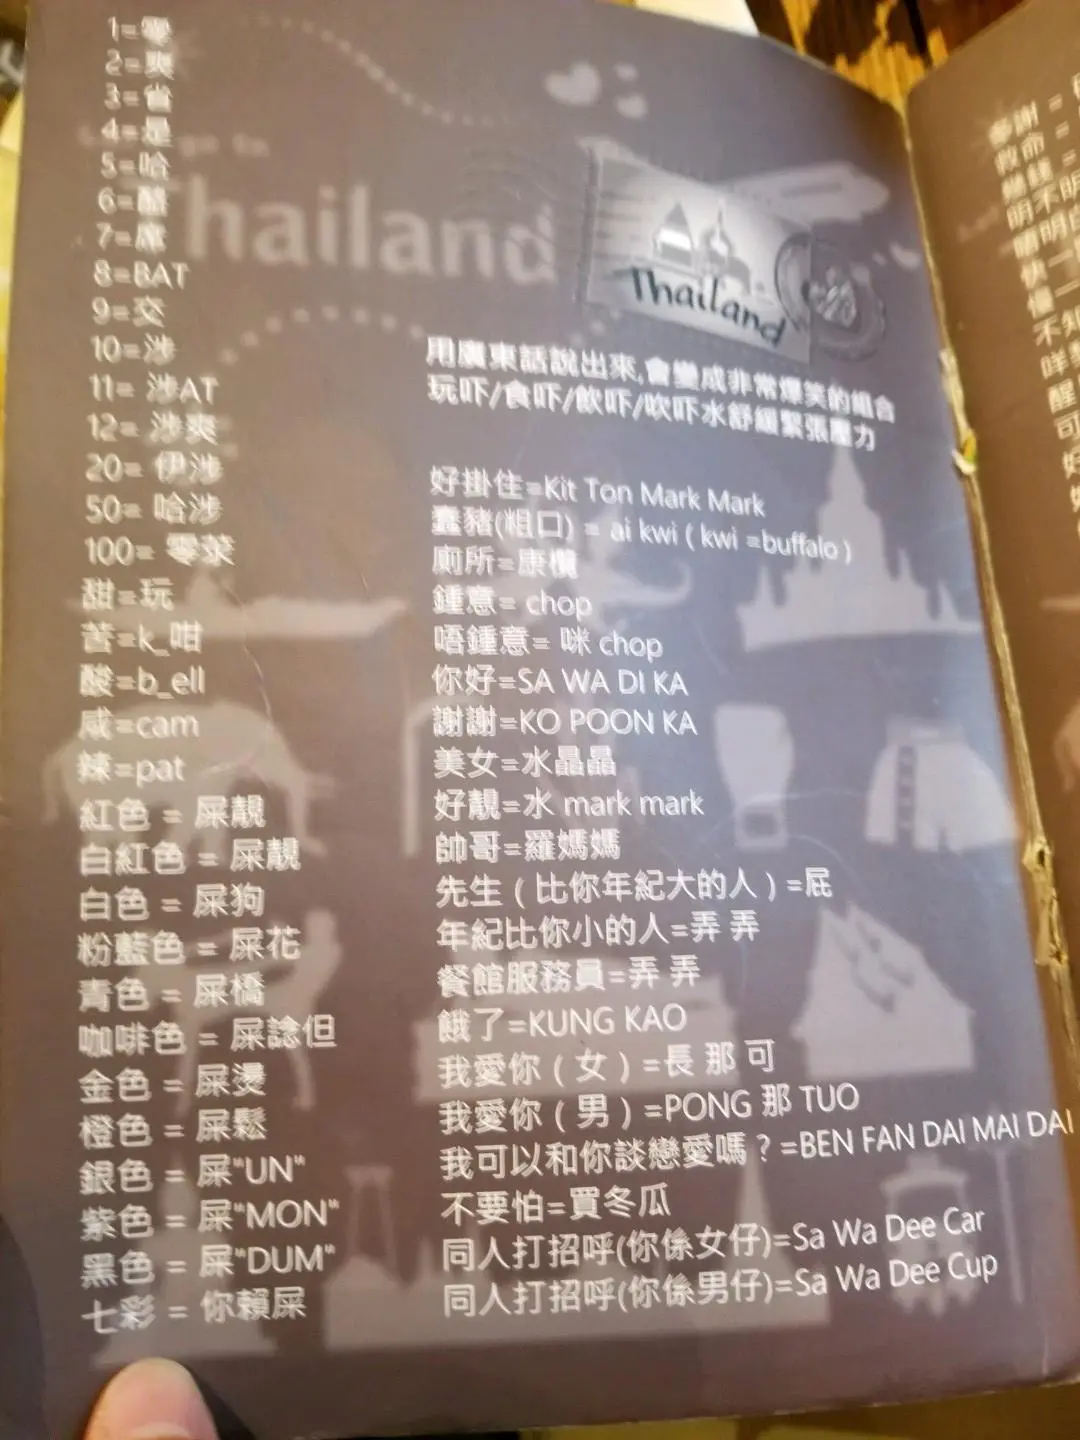 1=零
2=爽
3=省
4=是
5=哈
6=酷
7=席
8=BAT
9=交
10=涉
11= 涉AT
12= 涉爽
20= 伊涉
50= 哈涉
100= 零菜
甜=玩
苦=k_咁
酸=b_ell
咸=cam
辣=pat
紅色 = 屎靚
白紅色 = 屎靚
白色 = 屎狗
粉藍色 = 屎花
青色 = 屎橋
咖啡色 = 屎諗但
金色 = 屎燙
橙色 = 屎鬆
銀色 = 屎"UN"
紫色 = 屎"MON"
黑色 = 屎"DUM"
七彩 = 你賴屎
Thailand
Thailand
用廣東話說出來,會變成非常爆笑的組合
玩吓/食吓/飲吓/吹吓水舒緩緊張壓力
好掛住=Kit Ton Mark Mark
蠢豬(粗口) = ai kwi ( kwi =buffalo )
廁所=康欖
鍾意= chop
唔鍾意= 咪 chop
你好=SA WA DI KA
謝謝=KO POON KA
美女=水晶晶
好靚=水 mark mark
帥哥=羅媽媽
先生 ( 比你年紀大的人 ) =屁
年紀比你小的人=弄 弄
餐館服務員=弄 弄
餓了=KUNG KAO
我愛你 ( 女 ) =長 那 可
我愛你 ( 男 ) =PONG 那 TUO
我可以和你談戀愛嗎 ? =BEN FAN DAI MAI DAI
不要怕=買冬瓜
同人打招呼(你係女仔)=Sa Wa Dee Car
同人打招呼(你係男仔)=Sa Wa Dee Cup